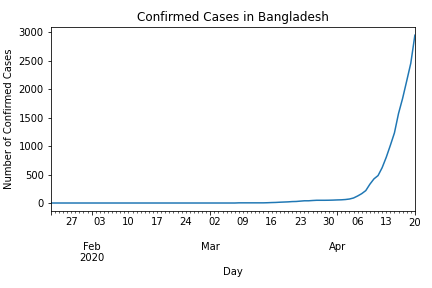 Confirmed Cases in Bangladesh
Number of Confirmed Cases
3000
2500
2000
1500
1000
500
0
27 03 10 17 24 02 09 16 23 30 06 13 20
Feb Mar Apr
2020
Day